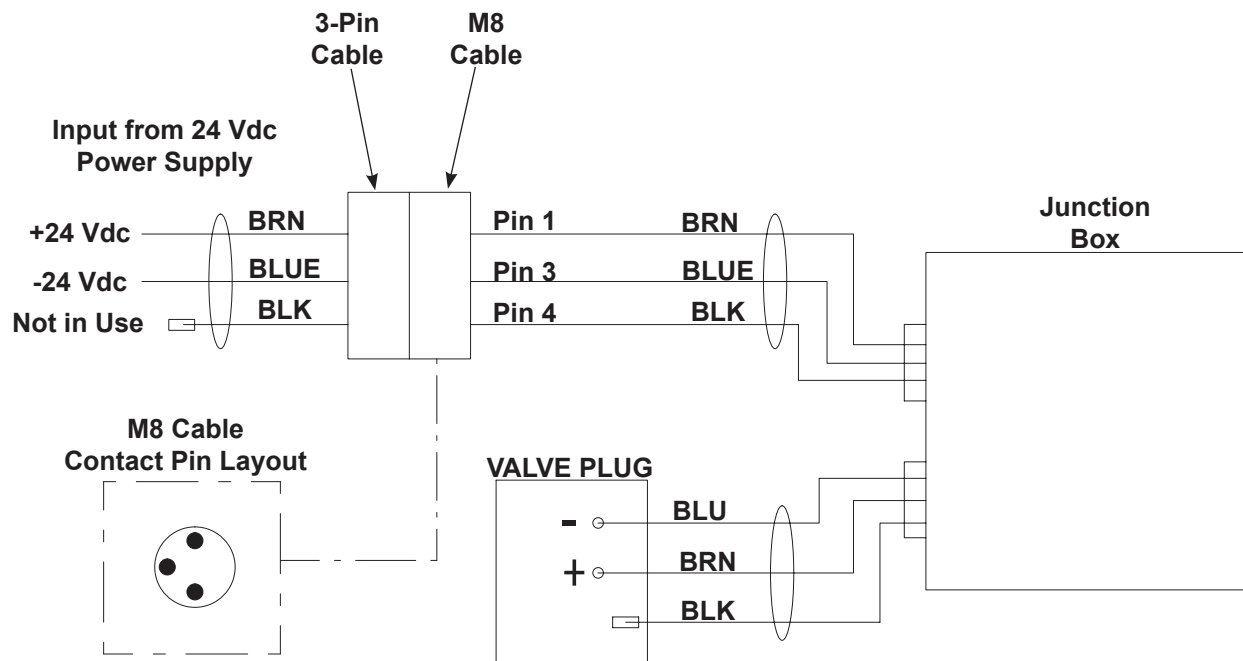 3-Pin
Cable
M8
Cable
Input from 24 Vdc
Power Supply
+24 Vdc
BRN
Pin 1
BRN
-24 Vdc
BLUE
Pin 3
BLUE
Not in Use
BLK
Pin 4
BLK
Junction
Box
M8 Cable
Contact Pin Layout
VALVE PLUG
-
BLU
+
BRN
BLK